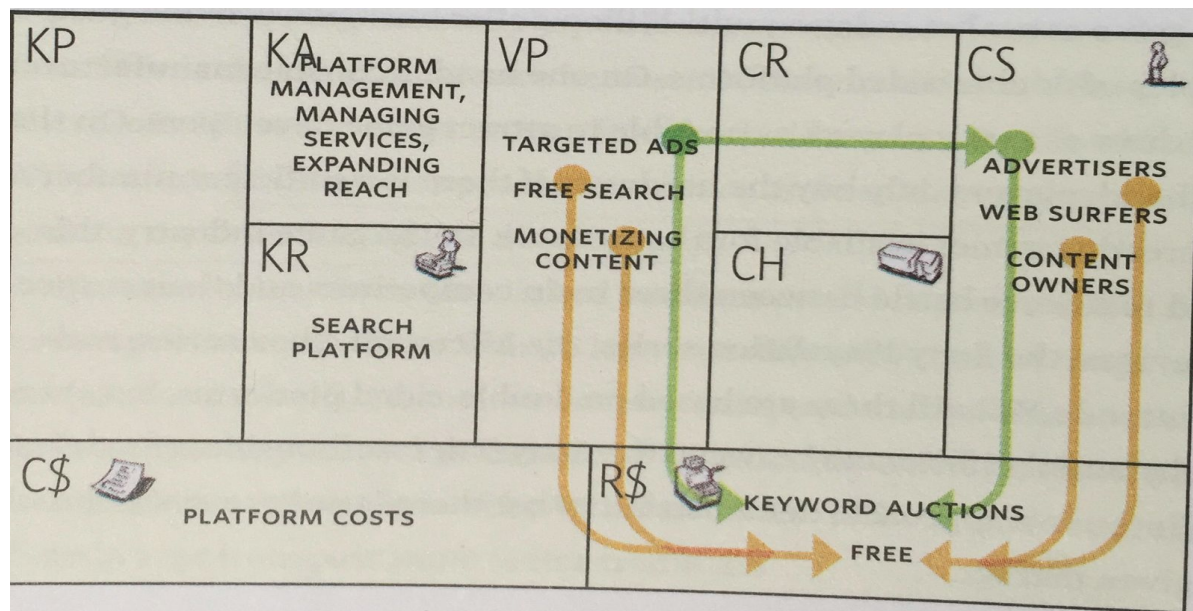 KP
KA
PLATFORM
MANAGEMENT,
MANAGING
SERVICES,
EXPANDING
REACH
KR
SEARCH
PLATFORM
VP
TARGETED ADS
FREE SEARCH
MONETIZING
CONTENT
CR
CH
CS
ADVERTISERS
WEB SURFERS
CONTENT
OWNERS
C$
PLATFORM COSTS
R$
KEYWORD AUCTIONS
FREE